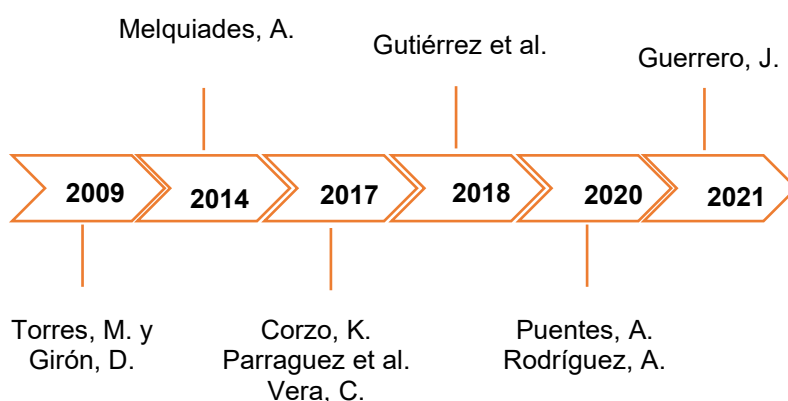 Melquiades, A.
Gutiérrez et al.
Guerrero, J.
2009
2014
2017
2018
2020
2021
Torres, M. y
Girón, D.
Corzo, K.
Parraguez et al.
Vera, C.
Puentes, A.
Rodríguez, A.